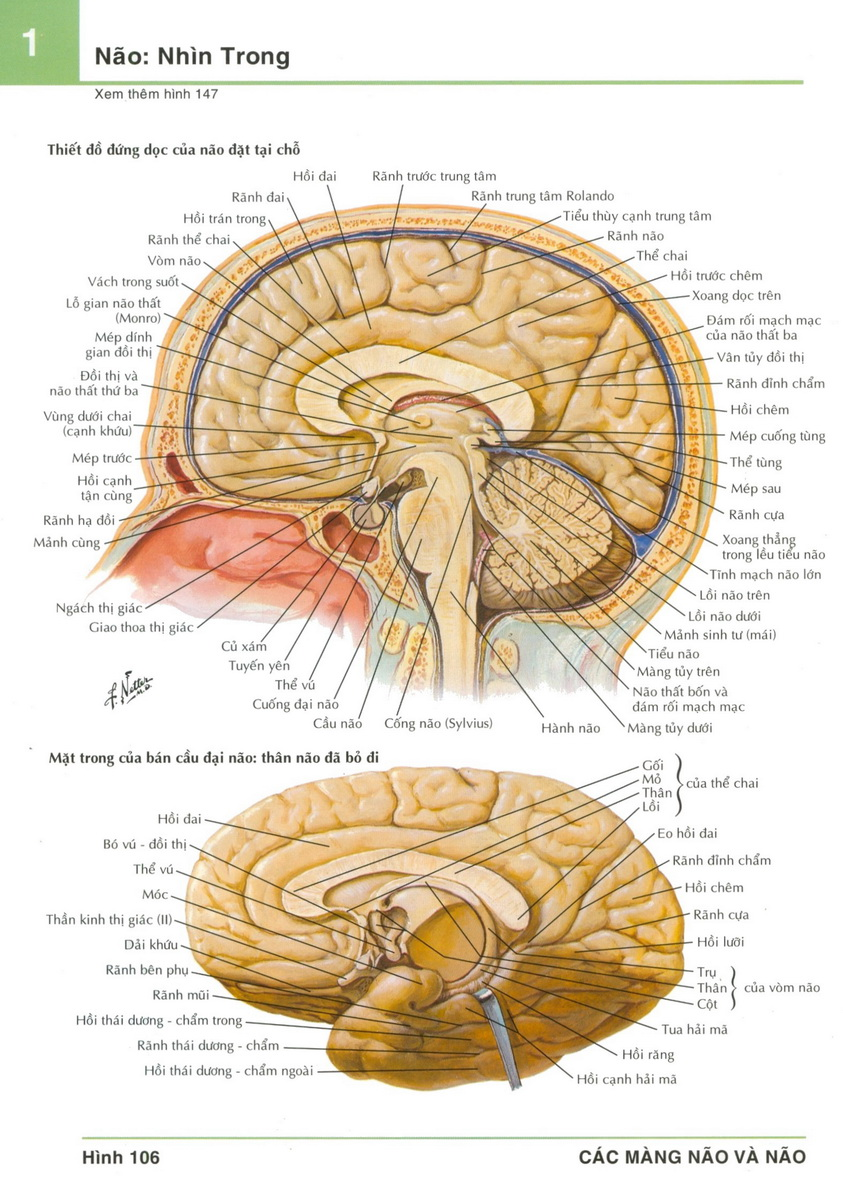 1
Não: Nhìn Trong
Xem thêm hình 147
Thiết đồ đứng dọc của não đặt tại chỗ
Hồi đai
Rãnh trước trung tâm
Rãnh đai
Rãnh trung tâm Rolando
Hồi trán trong
Tiểu thùy cạnh trung tâm
Rãnh thể chai
Rãnh não
Vòm não
Thể chai
Vách trong suốt
Hồi trước chêm
Lỗ gian não thất
(Monro)
Xoang dọc trên
Mép dính
gian đồi thị
Đám rối mạch mạc
của não thất ba
Đồi thị và
não thất thứ ba
Vân tủy đồi thị
Rãnh đỉnh chẩm
Vùng dưới chai
(cạnh khứu)
Hồi chêm
Mép trước
Mép cuống tùng
Hồi cạnh
tận cùng
Thể tùng
Rãnh hạ đồi
Mép sau
Mảnh cùng
Rãnh cựa
Xoang thẳng
trong lều tiểu não
Tĩnh mạch não lớn
Ngách thị giác
Lồi não trên
Giao thoa thị giác
Lồi não dưới
Củ xám
Mảnh sinh tư (mái)
Tuyến yên
Tiểu não
Thể vú
Màng tủy trên
Cuống đại não
Não thất bốn và
đám rối mạch mạc
Cầu não
Cống não (Sylvius)
Hành não
Màng tủy dưới
F. Netter
M.D.
Mặt trong của bán cầu đại não: thân não đã bỏ đi
Gối
Mỏ
Thân
Lồi
của thể chai
Hồi đai
Eo hồi đai
Bó vú - đồi thị
Rãnh đỉnh chẩm
Thể vú
Hồi chêm
Móc
Rãnh cựa
Thần kinh thị giác (II)
Hồi lưỡi
Dải khứu
Trụ
Thân
Cột
của vòm não
Rãnh bên phụ
Rãnh mũi
Hồi thái dương - chẩm trong
Tua hải mã
Rãnh thái dương - chẩm
Hồi răng
Hồi thái dương - chẩm ngoài
Hồi cạnh hải mã
Hình 106
CÁC MÀNG NÃO VÀ NÃO